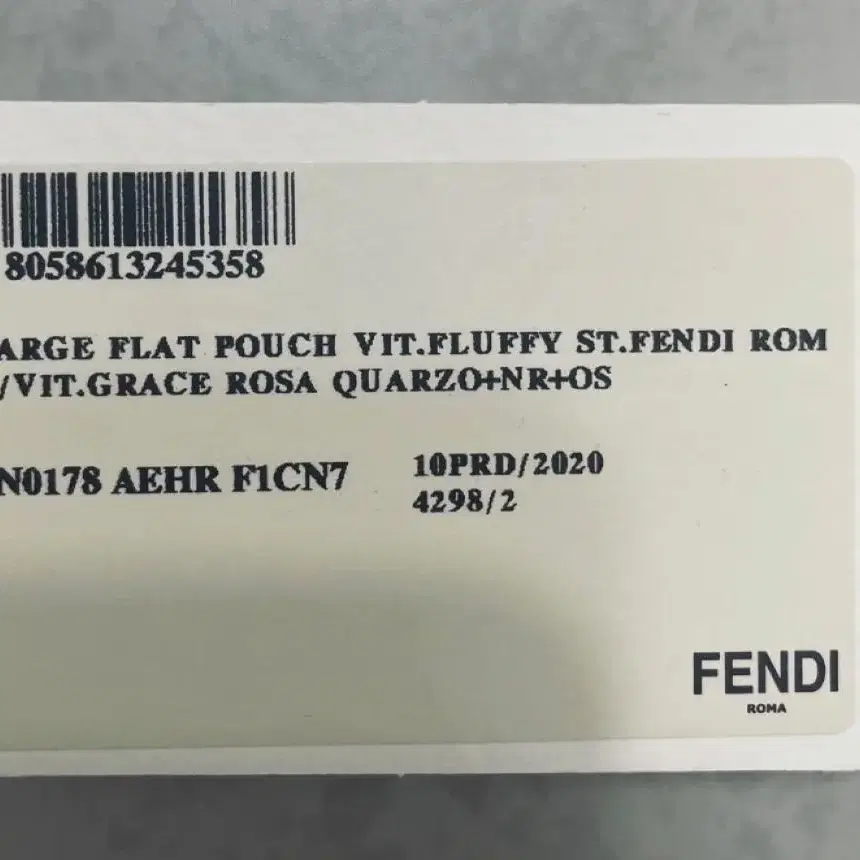 8058613245358
ARGE FLAT POUCH VIT.FLUFFY ST.FENDI ROM
/VIT.GRACE ROSA QUARZO+NR+OS
N0178 AEHR F1CN7
10PRD/2020
4298/2
FENDI
ROMA